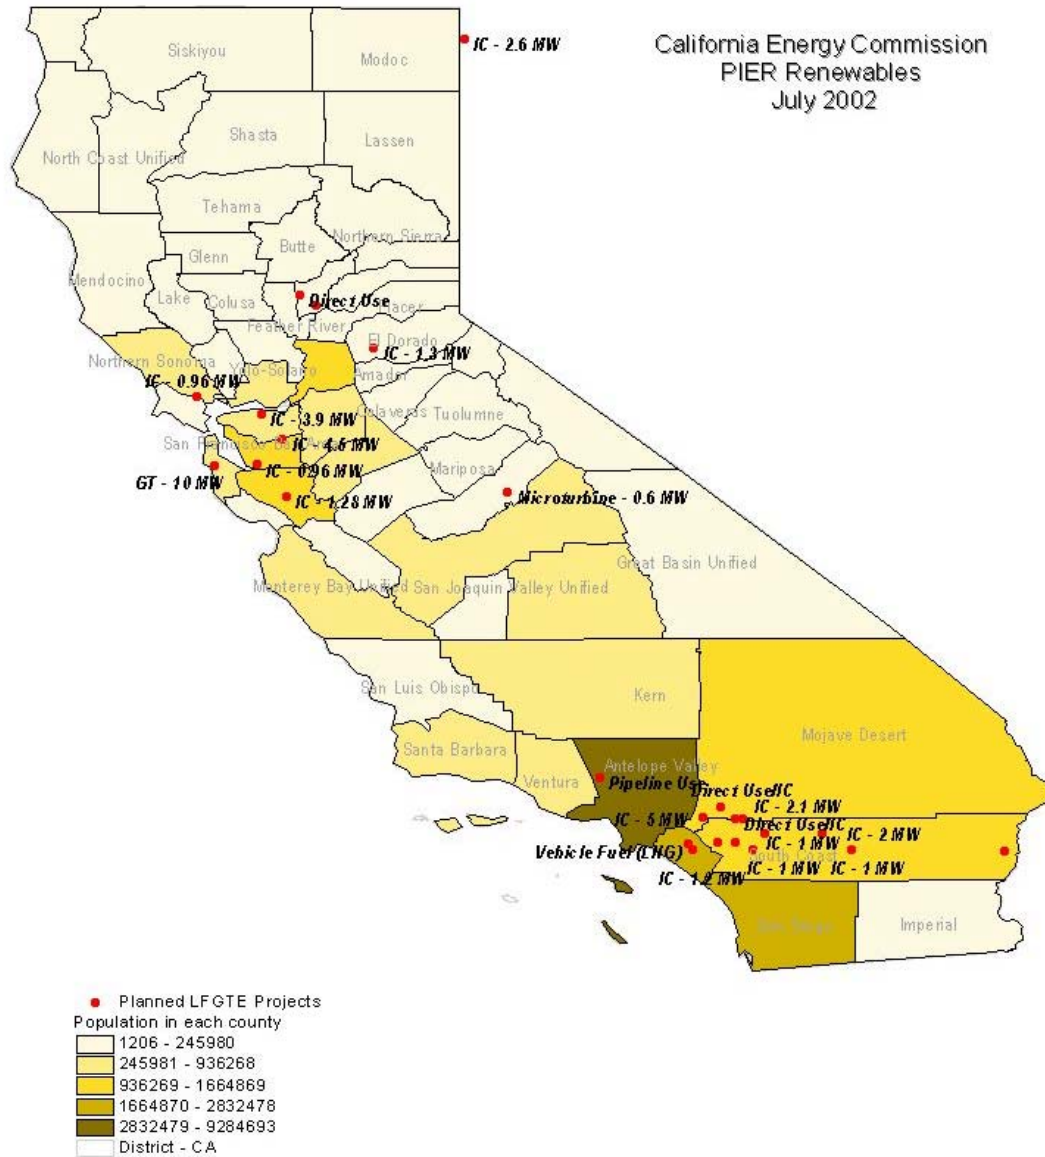 California Energy Commission
PIER Renewables
July 2002
IC - 2.6 MW
Siskiyou
Modoc
Shasta
Lassen
North Coast Unified
Tehama
Northern Sierra
Butte
Glenn
Mendocino
Lake
Colusa
Direct Use
Placer
Feather River
El Dorado
IC - 1.3 MW
Northern Sonoma
Yolo-Solano
Amador
IC - 0.96 MW
Calaveras
Tuolumne
IC - 3.9 MW
San Francisco Bay Area
IC - 4.5 MW
Mariposa
IC - 0.96 MW
GT - 10 MW
IC - 1.28 MW
Microturbine - 0.6 MW
Great Basin Unified
Monterey Bay Unified
San Joaquin Valley Unified
San Luis Obispo
Kern
Mojave Desert
Santa Barbara
Antelope Valley
Ventura
Pipeline Use
Direct Use/IC
IC - 2.1 MW
IC - 5 MW
Direct Use/IC
IC - 2 MW
IC - 1 MW
Vehicle Fuel (LNG)
South Coast
IC - 1 MW
IC - 1 MW
IC - 1.2 MW
San Diego
Imperial
Planned LFGTE Projects
Population in each county
1206 - 245980
245981 - 936268
936269 - 1664869
1664870 - 2832478
2832479 - 9284693
District - CA